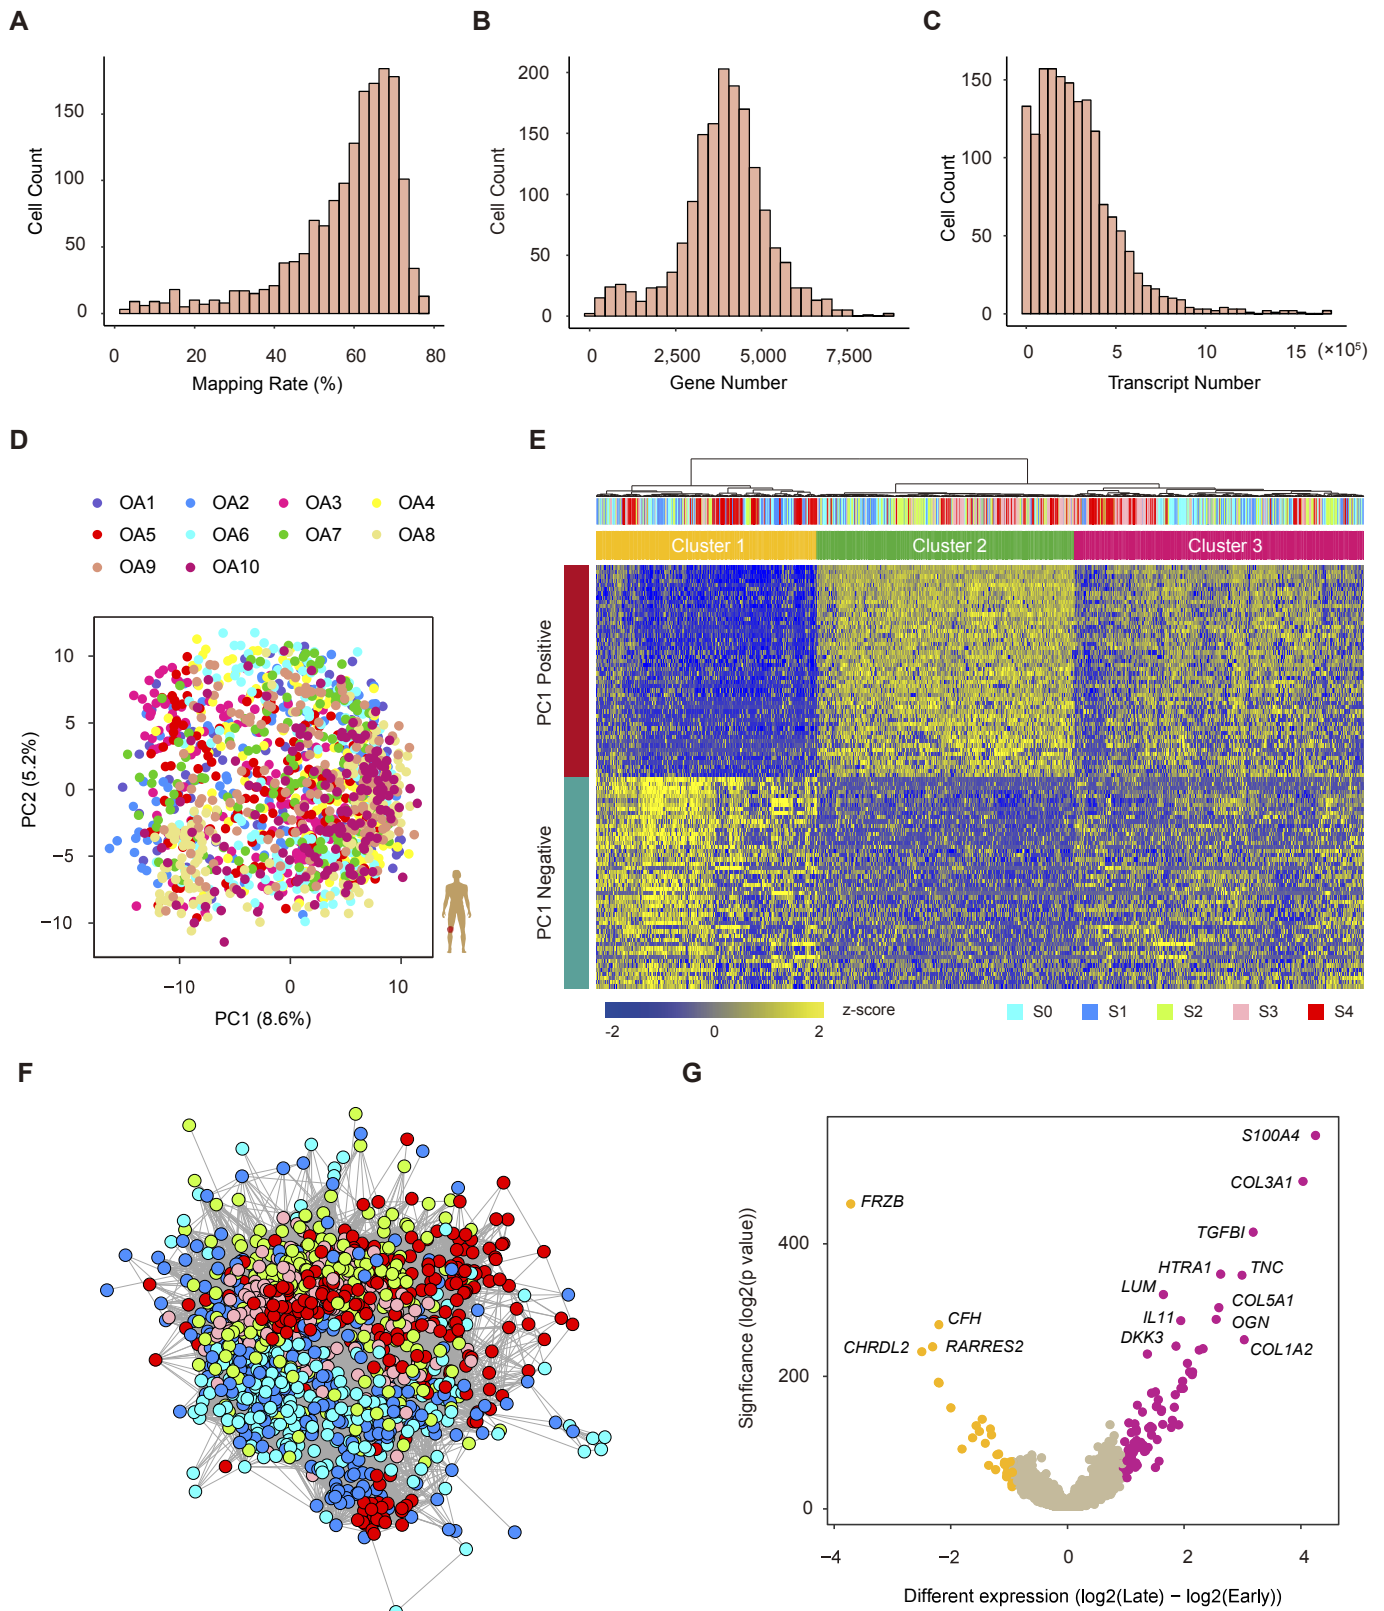 A
B
C
150
100
50
0
Cell Count
0 20 40 60 80
Mapping Rate (%)
200
150
100
50
0
Cell Count
0 2,500 5,000 7,500
Gene Number
150
100
50
0
Cell Count
0 5 10 15 (×10⁵)
Transcript Number
D
OA1 OA2 OA3 OA4
OA5 OA6 OA7 OA8
OA9 OA10
10
5
0
−5
−10
PC2 (5.2%)
−10 0 10
PC1 (8.6%)
E
Cluster 1 Cluster 2 Cluster 3
PC1 Positive
PC1 Negative
-2 0 2
z-score
S0 S1 S2 S3 S4
F
G
S100A4
COL3A1
FRZB
TGFBI
HTRA1 TNC
LUM
COL5A1
IL11 OGN
CFH
DKK3
CHRDL2 RARRES2
COL1A2
400
200
0
Signficance (log2(p value))
−4 −2 0 2 4
Different expression (log2(Late) − log2(Early))